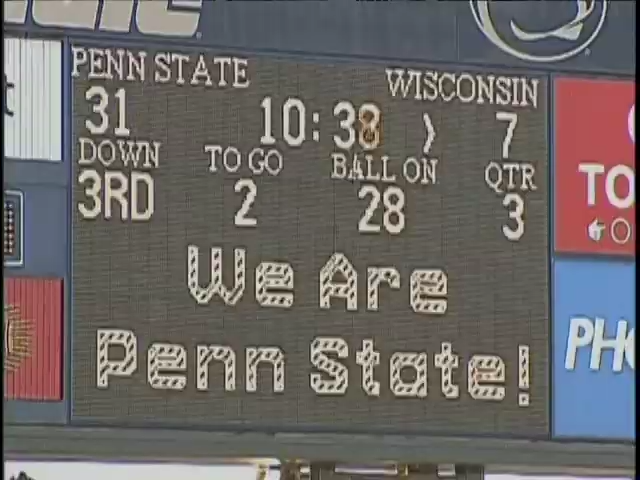 PENN STATE WISCONSIN
31 10:38 } 7
DOWN TO GO BALL ON QTR
3RD 2 28 3
We Are
Penn State!
TO
PHO